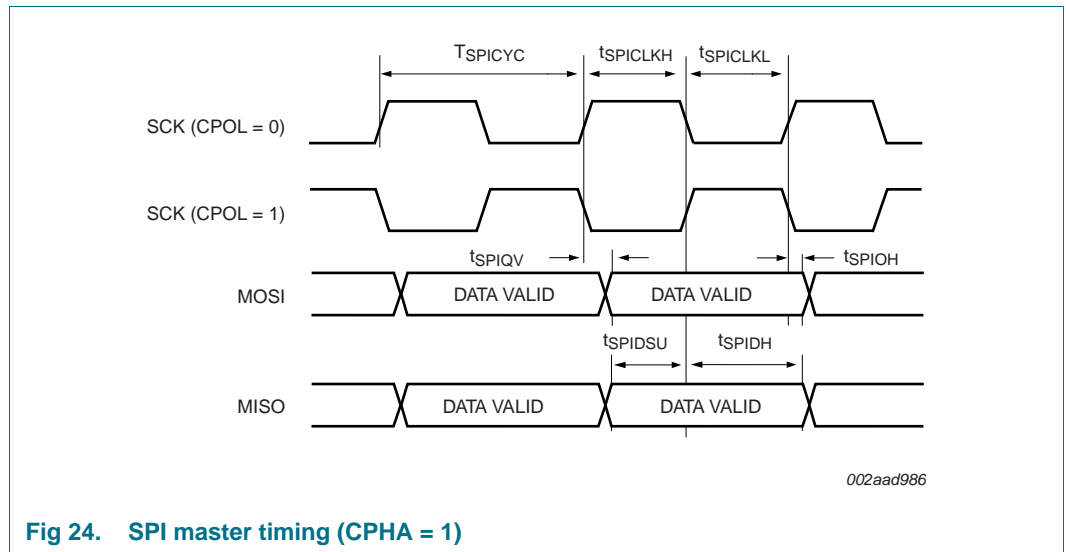 TSPICYC tSPICLKH tSPICLKL
SCK (CPOL = 0)
SCK (CPOL = 1)
tSPIQV tSPIOH
MOSI DATA VALID DATA VALID
tSPIDSU tSPIDH
MISO DATA VALID DATA VALID
002aad986
Fig 24. SPI master timing (CPHA = 1)